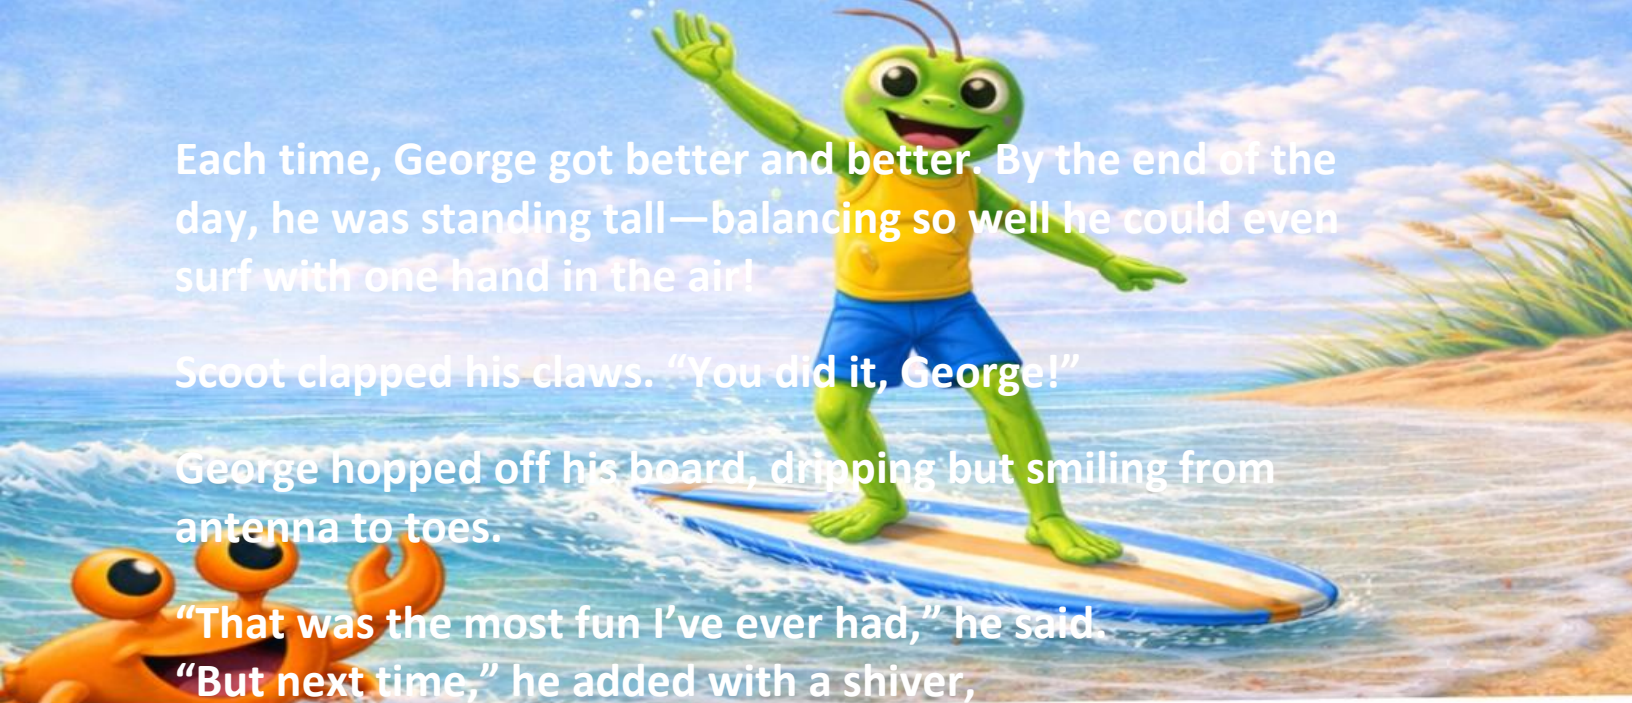 Each time, George got better and better. By the end of the
day, he was standing tall—balancing so well he could even
surf with one hand in the air!
Scoot clapped his claws. “You did it, George!”
George hopped off his board, dripping but smiling from
antenna to toes.
“That was the most fun I’ve ever had,” he said.
“But next time,” he added with a shiver,